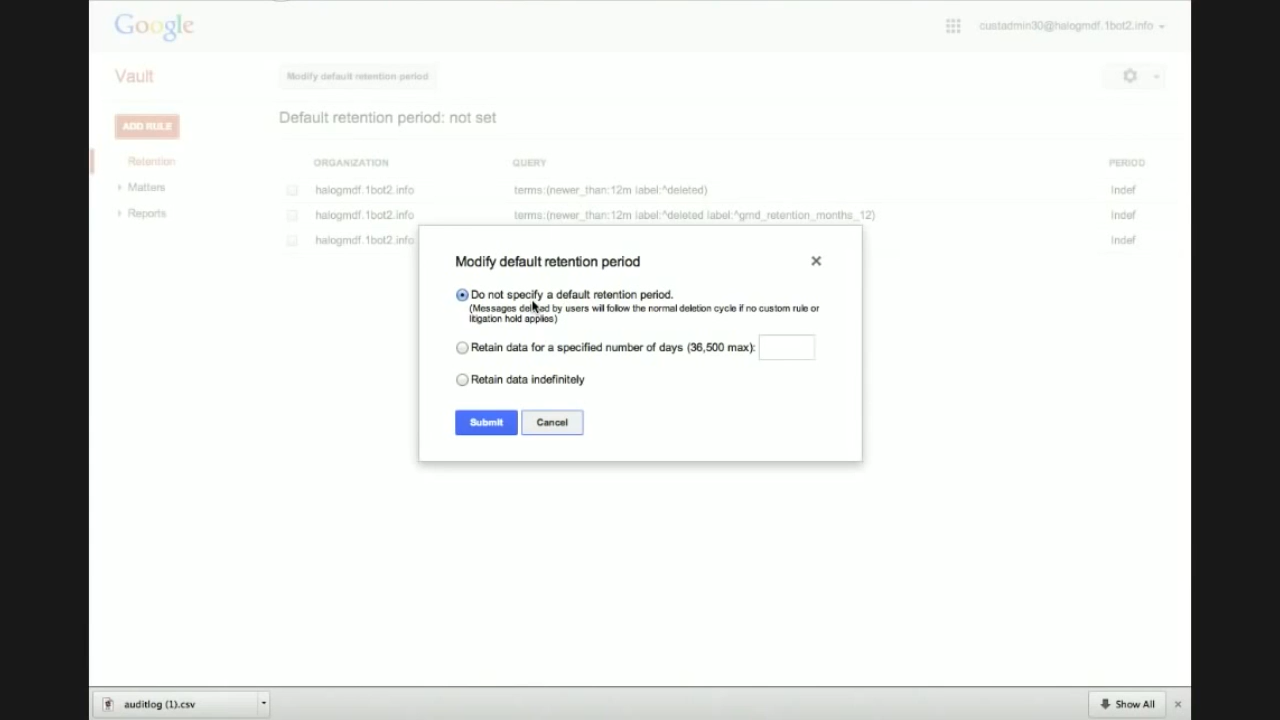 Google
custadmin30@halogmdf.1bot2.info
Vault
Modify default retention period
ADD RULE
Default retention period: not set
ORGANIZATION QUERY PERIOD
Retention
halogmdf.1bot2.info terms:(newer_than:12m label:^deleted) Indef
Matters
halogmdf.1bot2.info terms:(newer_than:12m label:^deleted label:^gmd_retention_months_12) Indef
Reports
halogmdf.1bot2.info Indef
Modify default retention period
Do not specify a default retention period.
(Messages deleted by users will follow the normal deletion cycle if no custom rule or
litigation hold applies)
Retain data for a specified number of days (36,500 max):
Retain data indefinitely
Submit Cancel
auditlog (1).csv
Show All